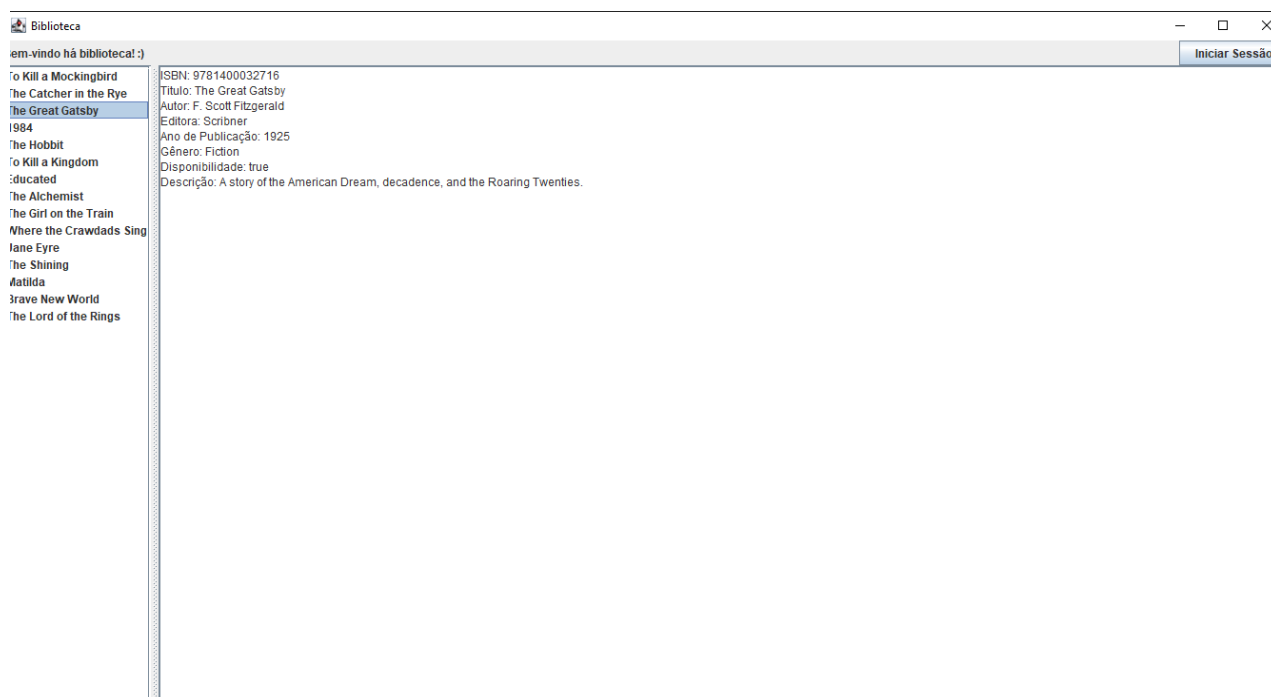 Biblioteca
em-vindo há biblioteca! :)
Iniciar Sessão
To Kill a Mockingbird
The Catcher in the Rye
The Great Gatsby
1984
The Hobbit
To Kill a Kingdom
Educated
The Alchemist
The Girl on the Train
Where the Crawdads Sing
Jane Eyre
The Shining
Matilda
Brave New World
The Lord of the Rings
ISBN: 9781400032716
Titulo: The Great Gatsby
Autor: F. Scott Fitzgerald
Editora: Scribner
Ano de Publicação: 1925
Gênero: Fiction
Disponibilidade: true
Descrição: A story of the American Dream, decadence, and the Roaring Twenties.